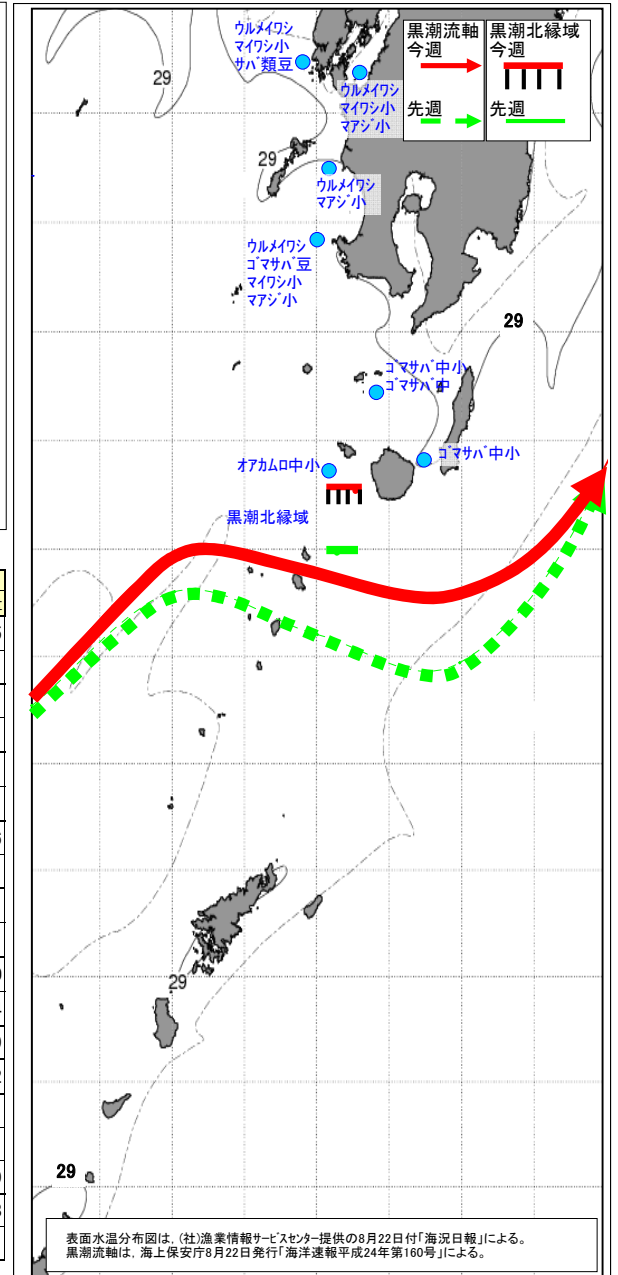 黒潮流軸
今週
先週
黒潮北縁域
今週
先週
ウルメイワシ
マイワシ小
サバ類豆
ウルメイワシ
マイワシ小
マアジ小
29
29
ウルメイワシ
マアジ小
ウルメイワシ
ゴマサバ豆
マイワシ小
マアジ小
29
ゴマサバ中小
ゴマサバ中
ゴマサバ中小
オアカムロ中小
黒潮北縁域
29
29
表面水温分布図は, (社)漁業情報サービスセンター提供の8月22日付「海況日報」による。
黒潮流軸は, 海上保安庁8月22日発行「海洋速報平成24年第160号」による。